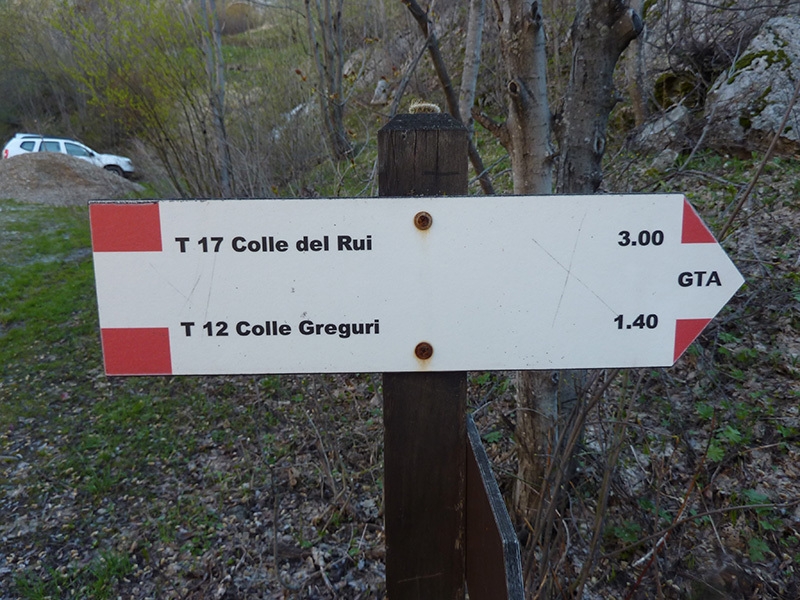 T 17 Colle del Rui 3.00
GTA
T 12 Colle Greguri 1.40